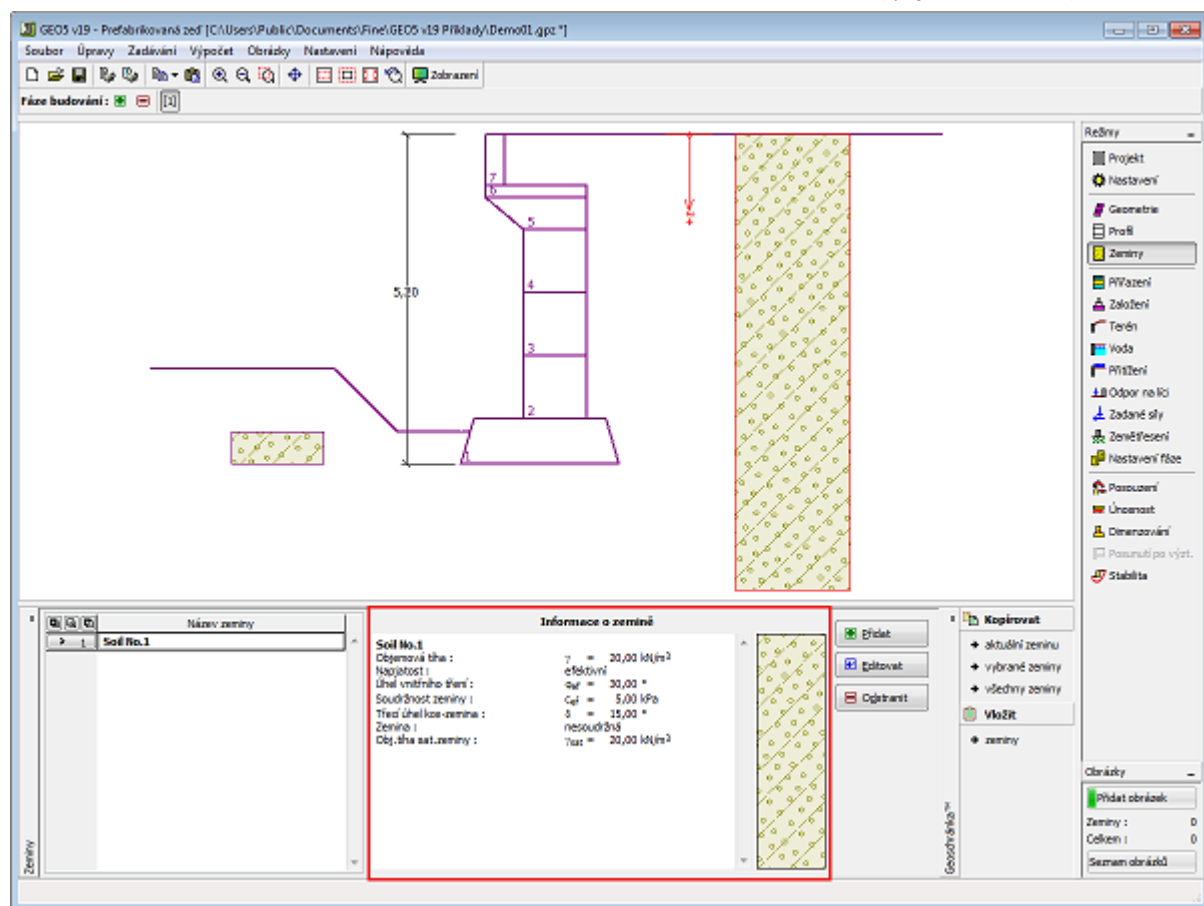 GEO5 v19 - Prefabrikovaná zeď [C:\Users\Public\Documents\Fine\GEO5 v19 Příklady\Demo01.gpz *]
Soubor Úpravy Zadávání Výpočet Obrázky Nastavení Nápověda
Zobrazení
Fáze budování : [1]
Režimy
Projekt
Nastavení
Geometrie
Profil
Zeminy
Přiřazení
Založení
Terén
Voda
Přitížení
Odpor na líci
Zadané síly
Zemětřesení
Nastavení fáze
Posouzení
Únosnost
Dimenzování
Posunutí po výzt.
Stabilita
7
6
5
+z
5,20
4
3
2
1
Název zeminy
1 Soil No.1
Zeminy
Informace o zemině
Soil No.1
Objemová tíha : γ = 20,00 kN/m3
Napjatost : efektivní
Úhel vnitřního tření : φef = 30,00 °
Soudržnost zeminy : cef = 5,00 kPa
Třecí úhel kce-zemina : δ = 15,00 °
Zemina : nesoudržná
Obj.tíha sat.zeminy : γsat = 20,00 kN/m3
Přidat
Editovat
Odstranit
Geoschránka™
Kopírovat
aktuální zeminu
vybrané zeminy
všechny zeminy
Vložit
zeminy
Obrázky
Přidat obrázek
Zeminy : 0
Celkem : 0
Seznam obrázků